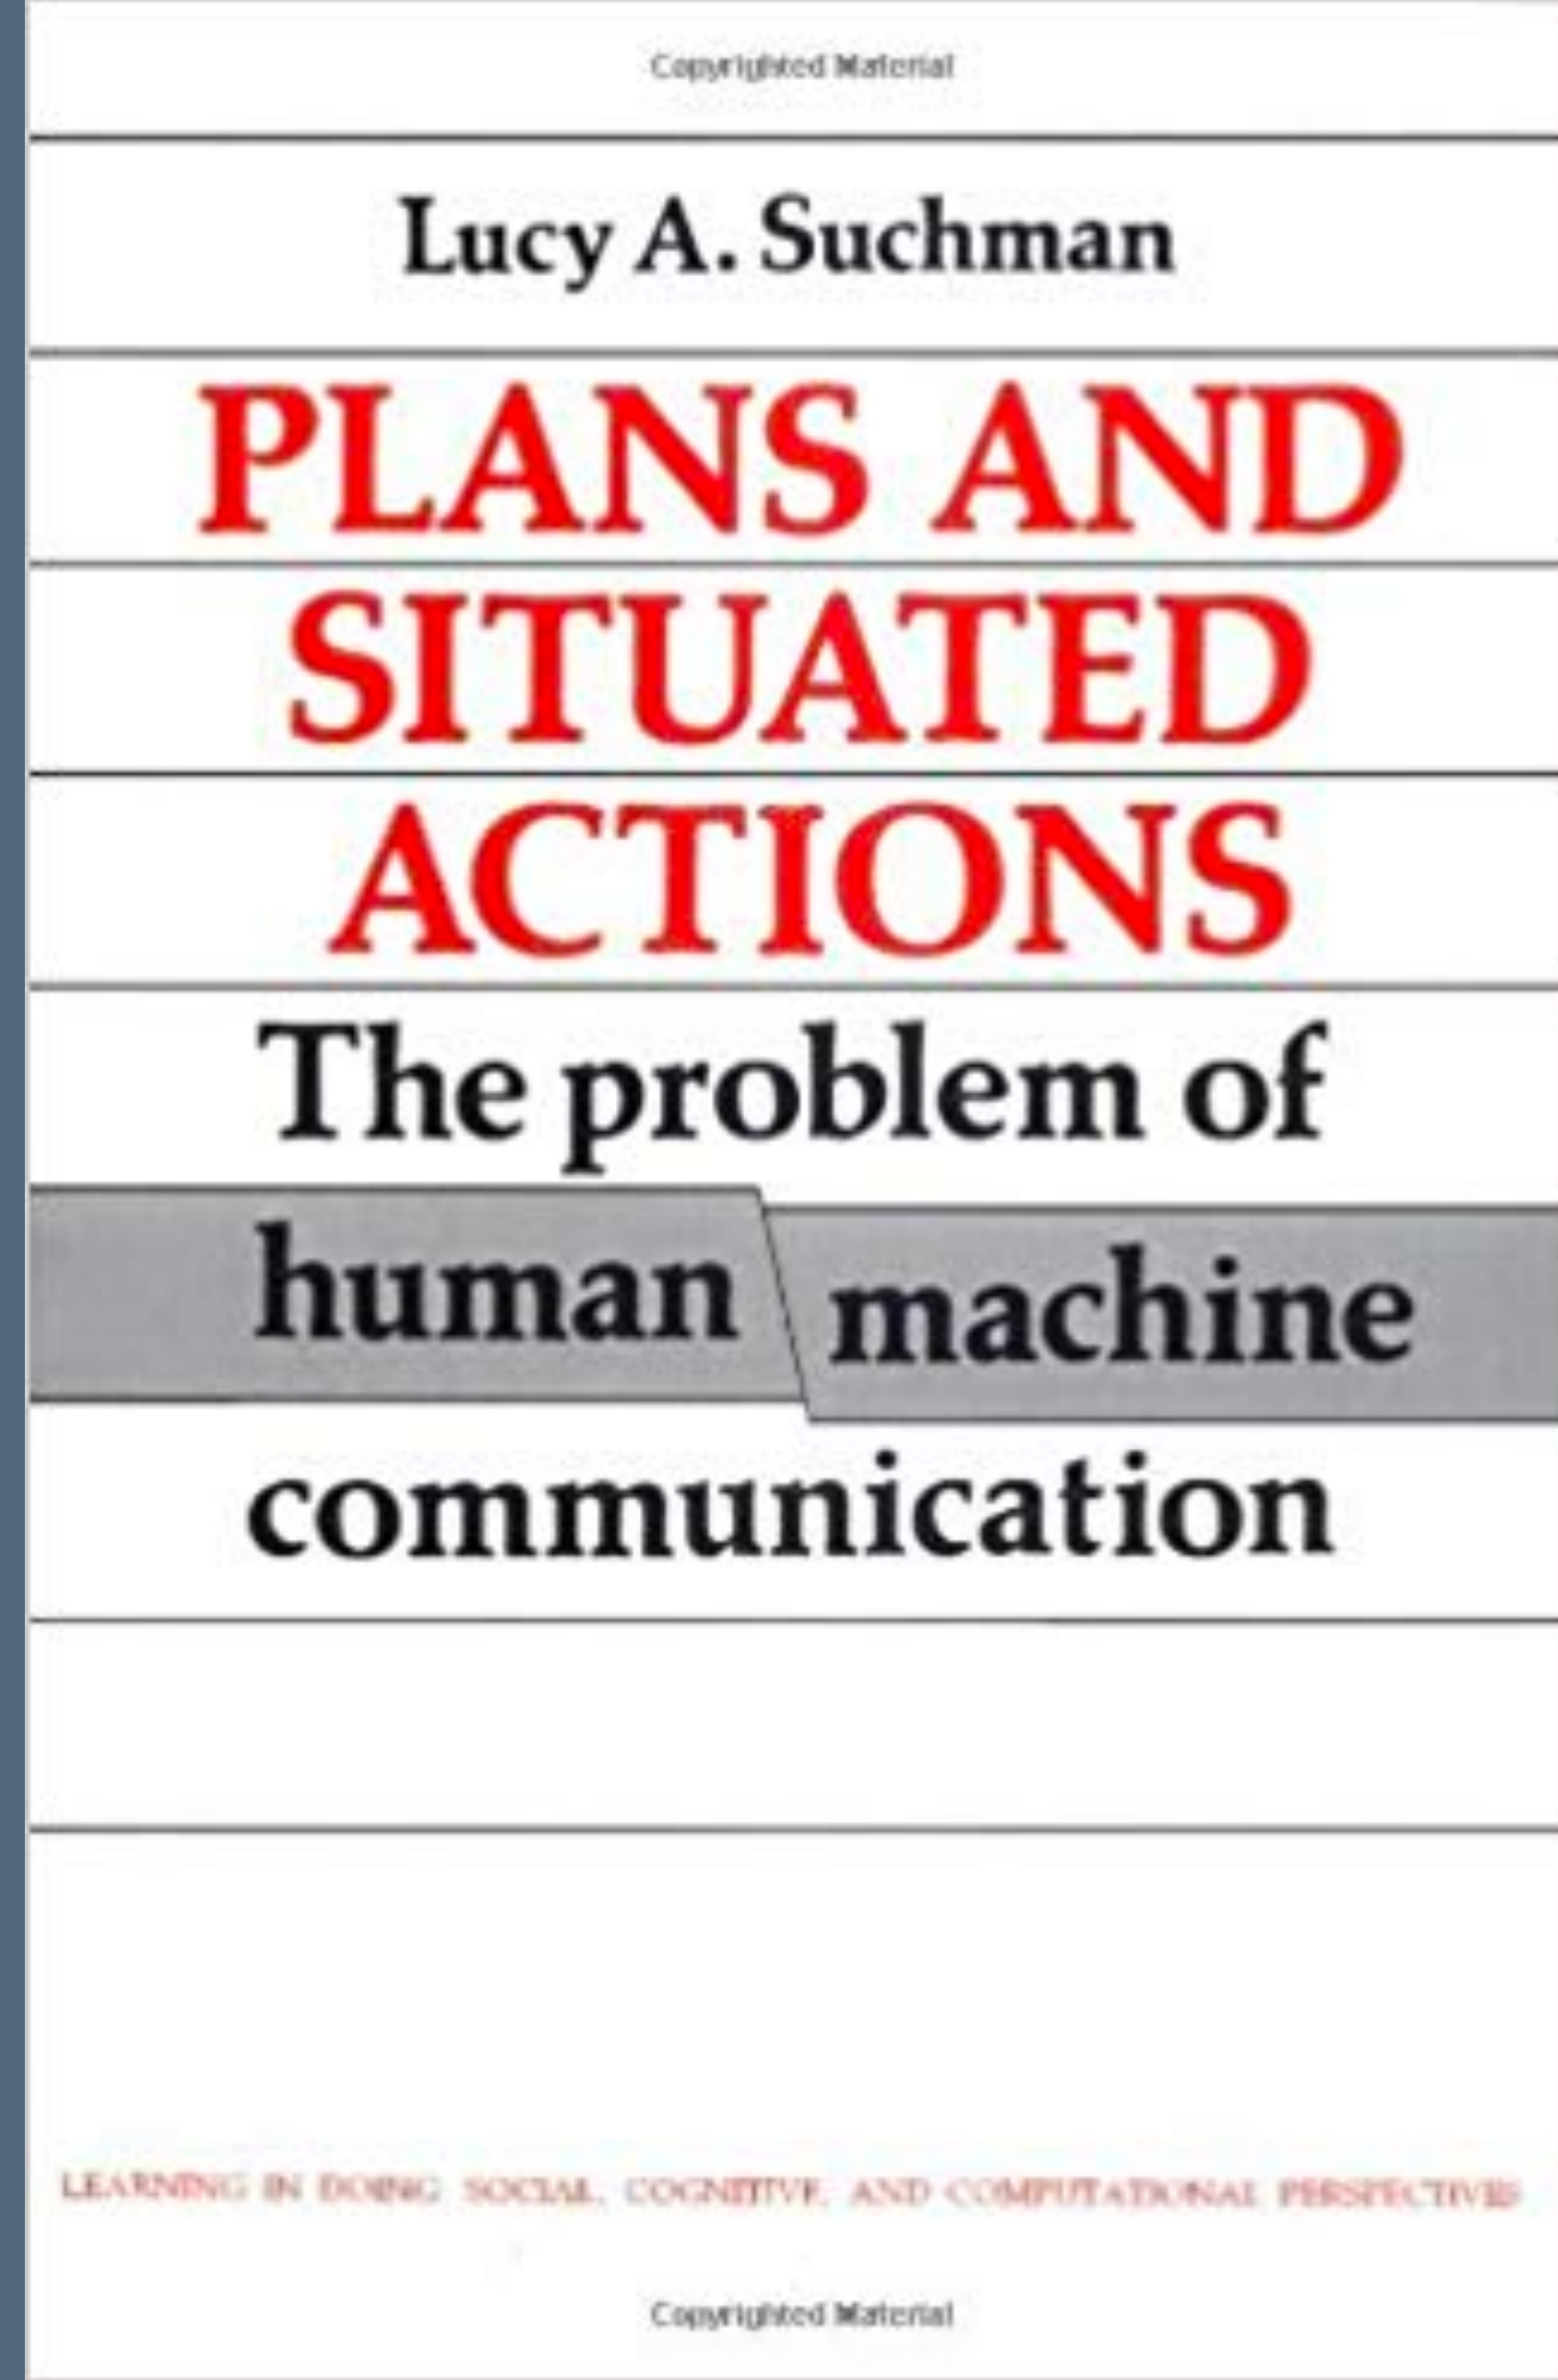 Copyrighted Material
Lucy A. Suchman
PLANS AND
SITUATED
ACTIONS
The problem of
human machine
communication
LEARNING IN DOING: SOCIAL, COGNITIVE, AND COMPUTATIONAL PERSPECTIVES
Copyrighted Material